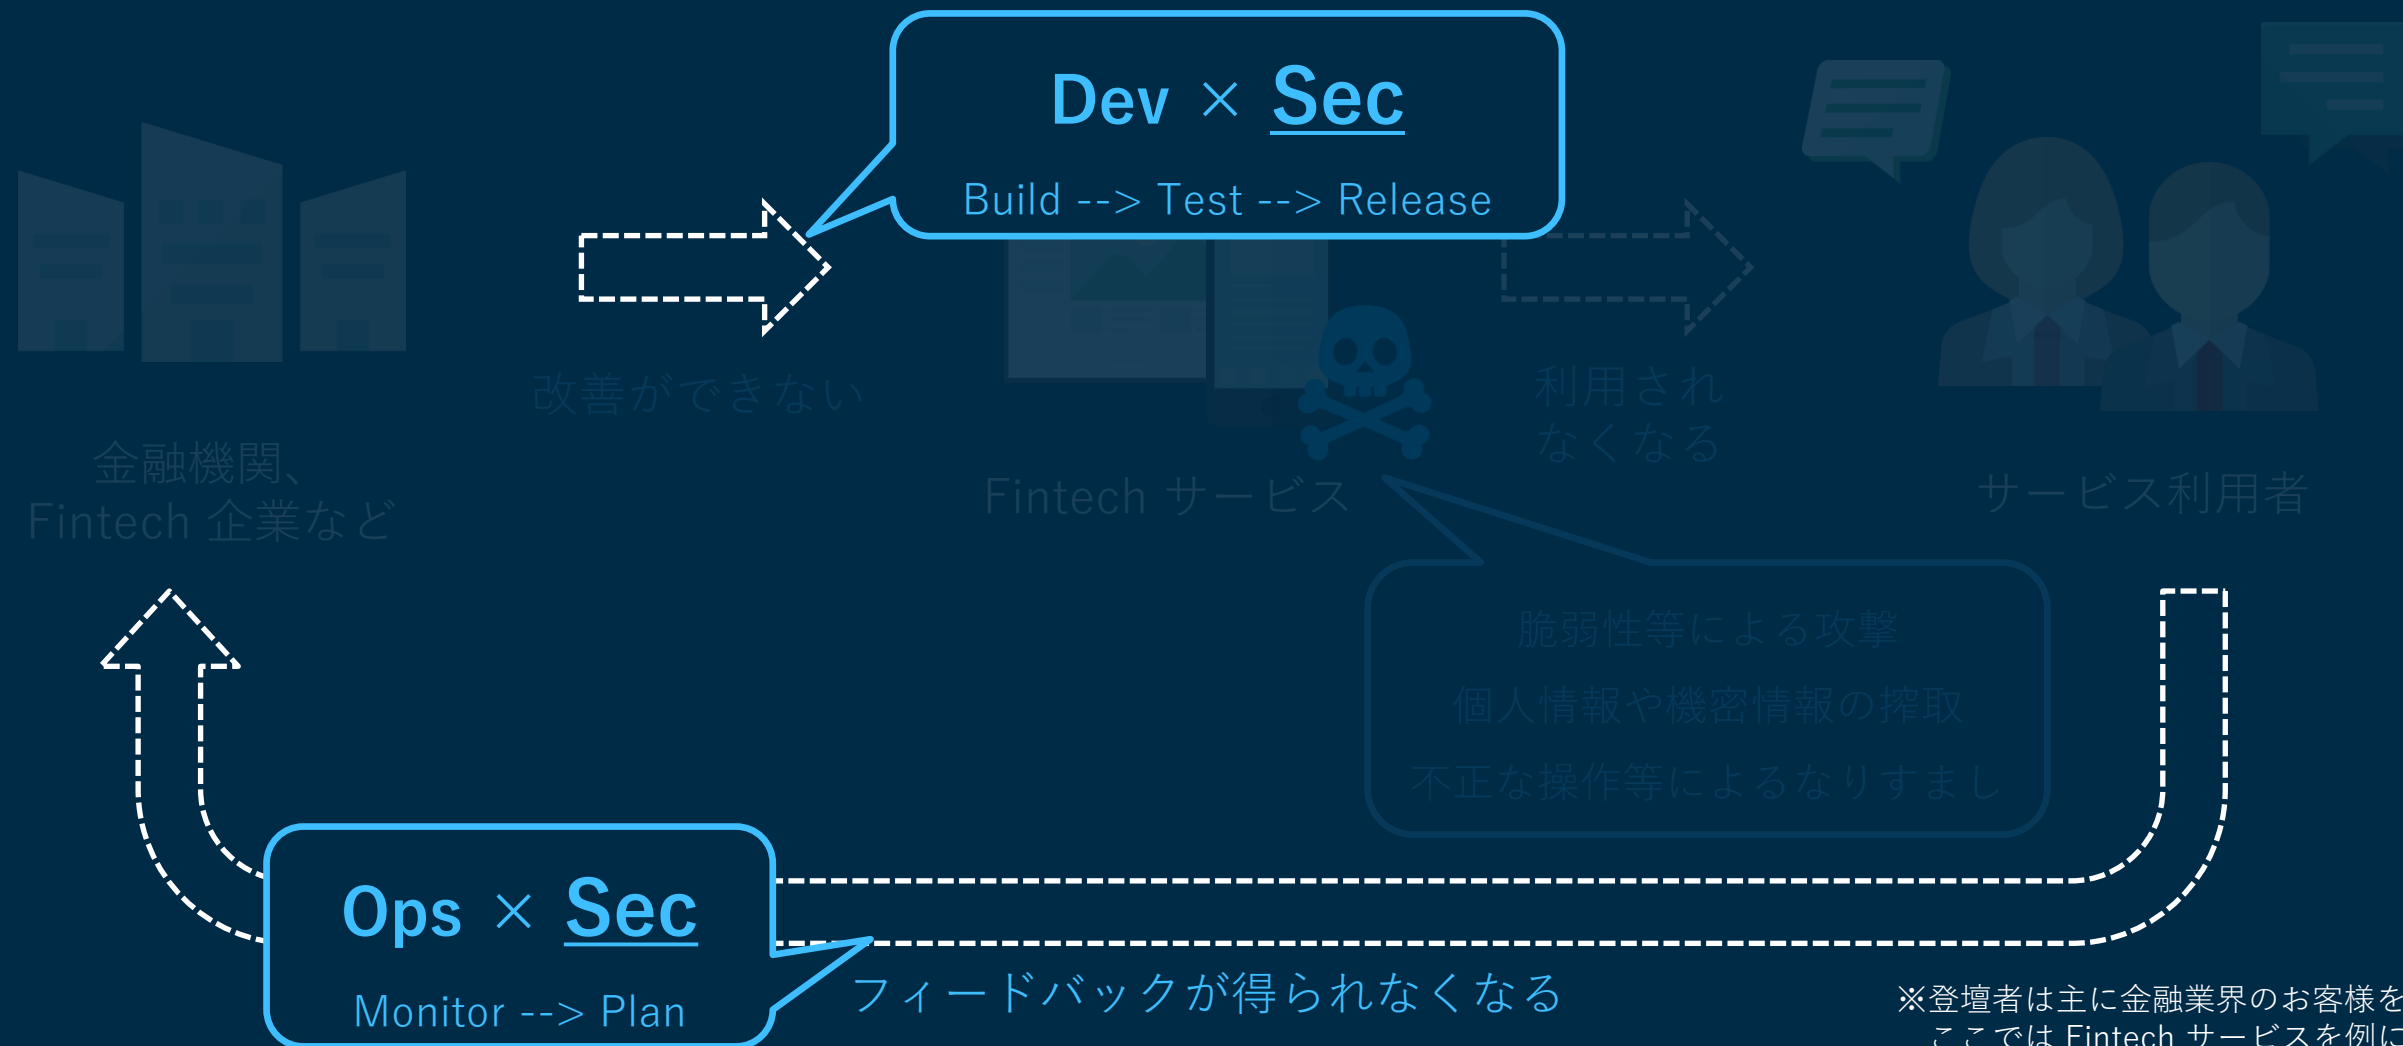 Dev × Sec
Build --> Test --> Release
改善ができない
利用され
なくなる
金融機関、
Fintech 企業など
Fintech サービス
サービス利用者
脆弱性等による攻撃
個人情報や機密情報の搾取
不正な操作等によるなりすまし
Ops × Sec
Monitor --> Plan
フィードバックが得られなくなる
※登壇者は主に金融業界のお客様を
ここでは Fintech サービスを例に